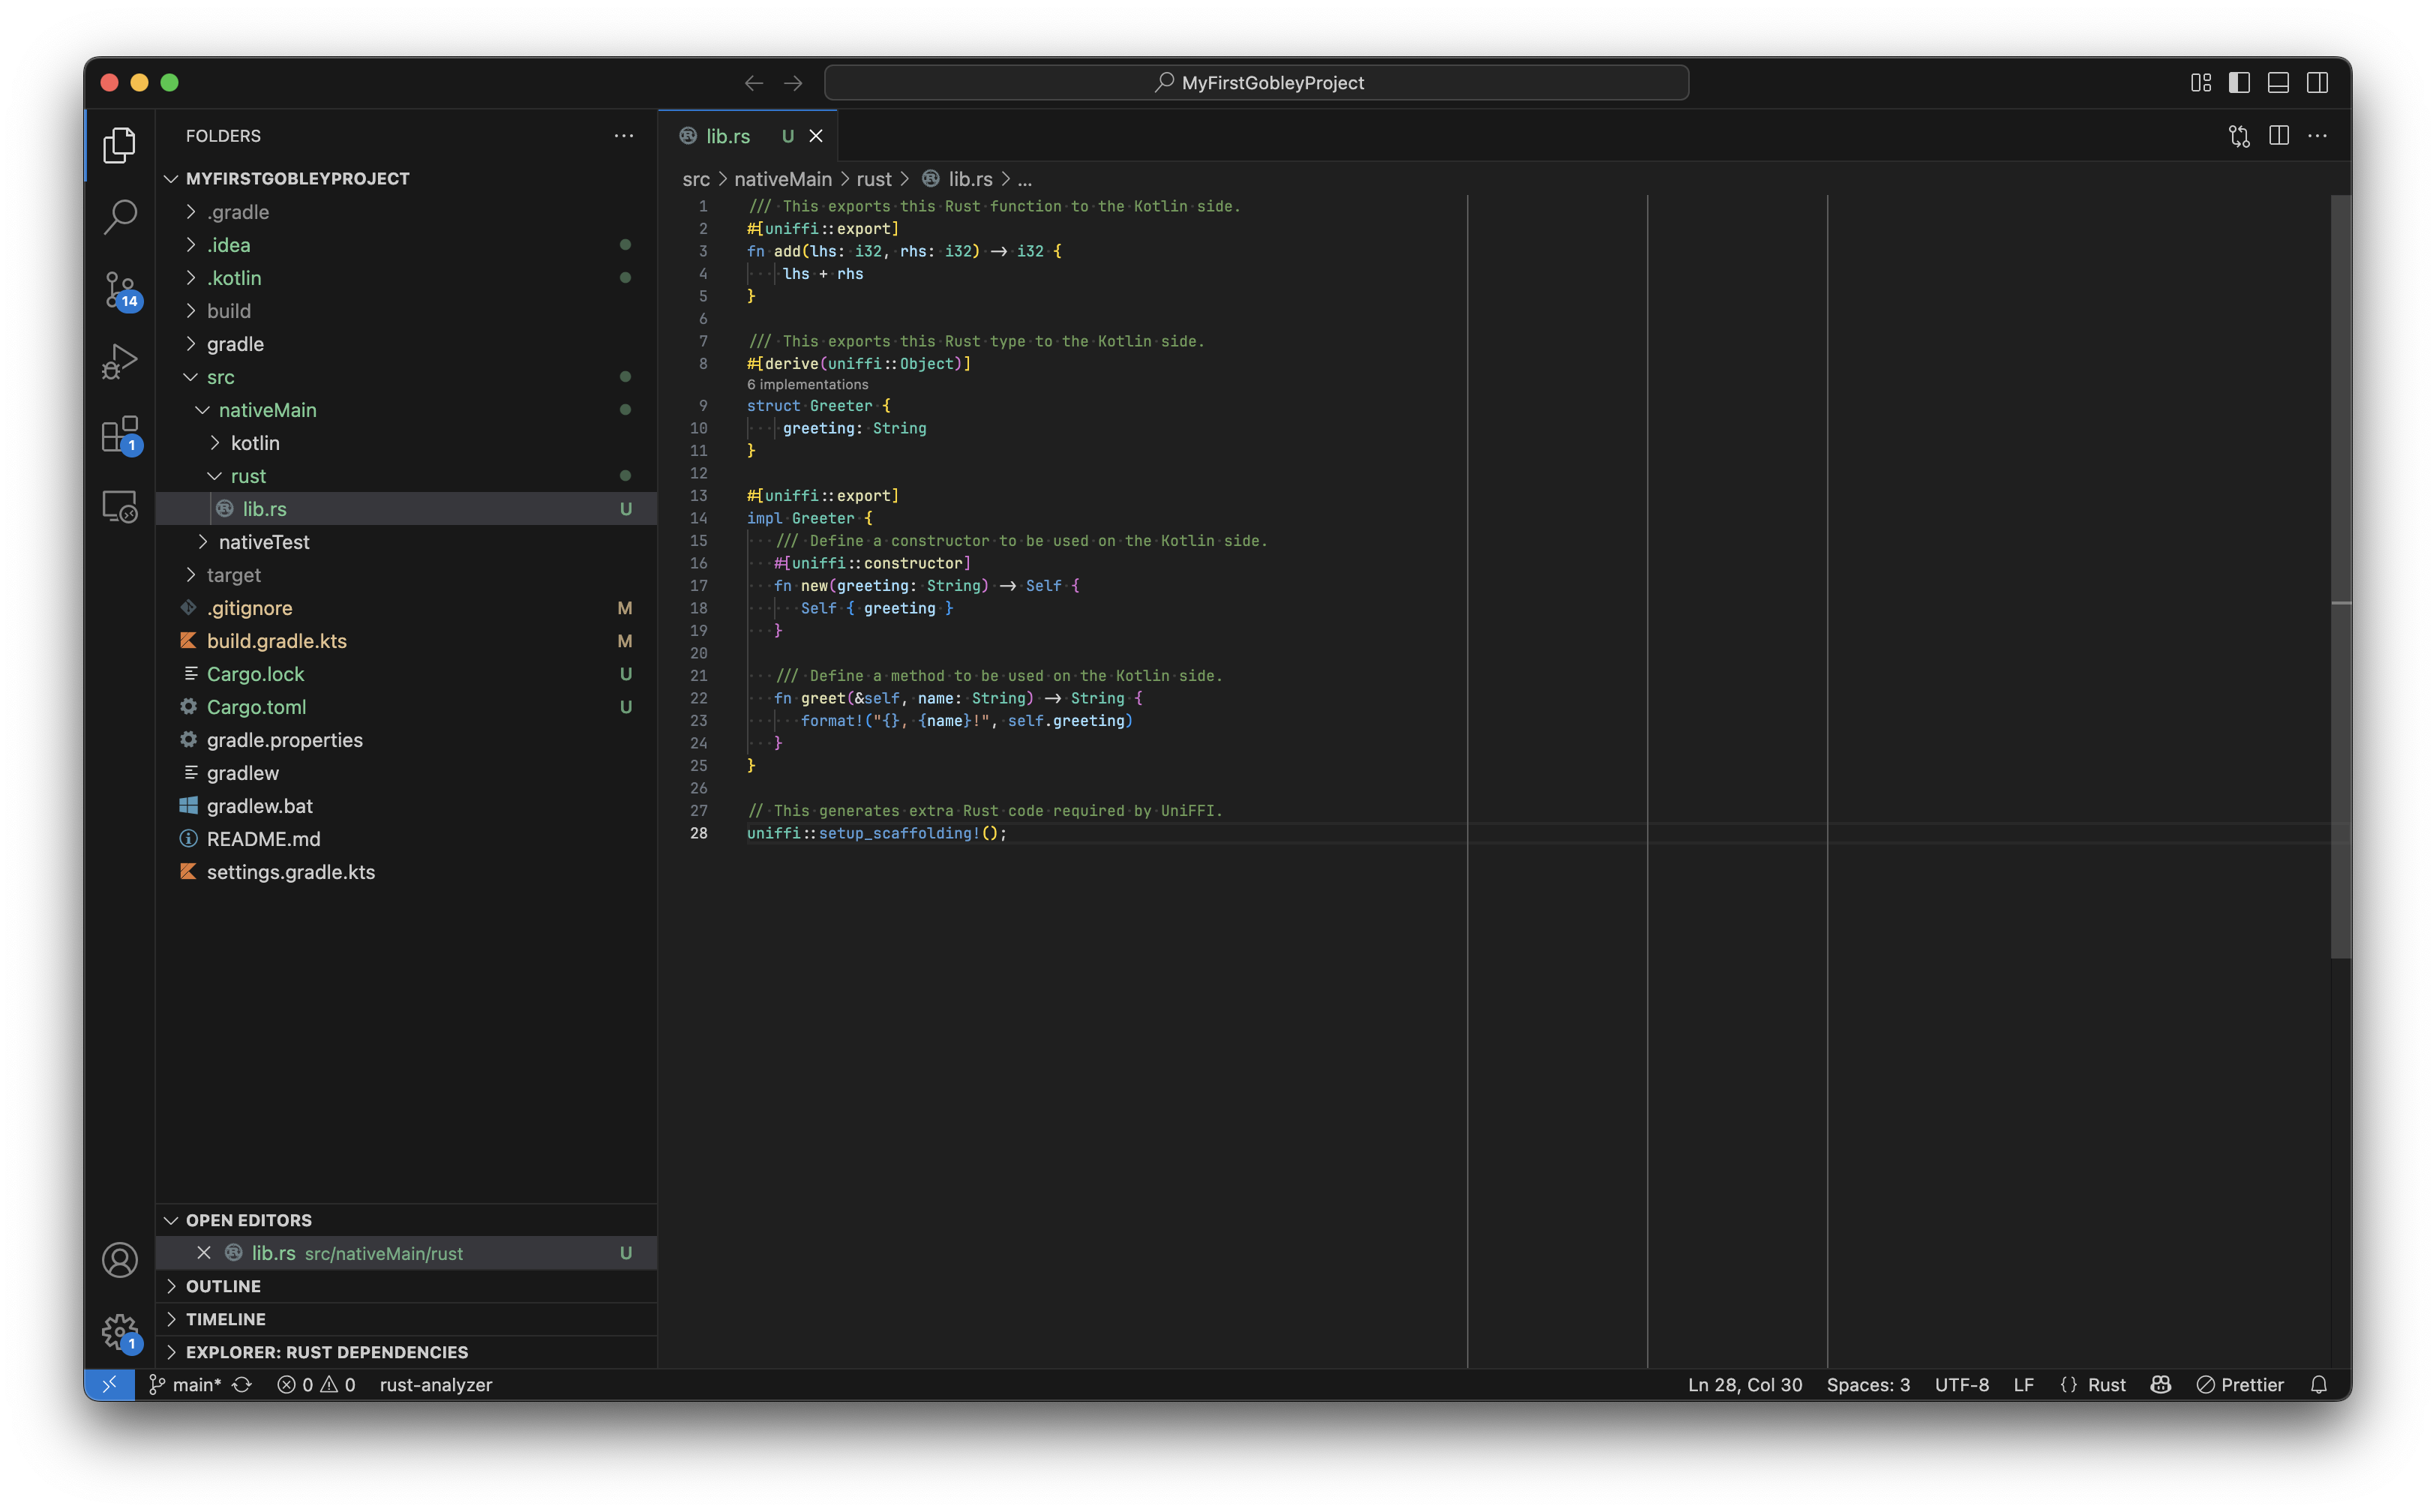 MyFirstGobleyProject
FOLDERS
MYFIRSTGOBLEYPROJECT
.gradle
.idea
.kotlin
build
gradle
src
nativeMain
kotlin
rust
lib.rs U
nativeTest
target
.gitignore M
build.gradle.kts M
Cargo.lock U
Cargo.toml U
gradle.properties
gradlew
gradlew.bat
README.md
settings.gradle.kts
14
1
1
OPEN EDITORS
lib.rs src/nativeMain/rust U
OUTLINE
TIMELINE
EXPLORER: RUST DEPENDENCIES
lib.rs U
src > nativeMain > rust > lib.rs > ...
1 /// This exports this Rust function to the Kotlin side.
2 #[uniffi::export]
3 fn add(lhs: i32, rhs: i32) -> i32 {
4 lhs + rhs
5 }
6
7 /// This exports this Rust type to the Kotlin side.
8 #[derive(uniffi::Object)]
6 implementations
9 struct Greeter {
10 greeting: String
11 }
12
13 #[uniffi::export]
14 impl Greeter {
15 /// Define a constructor to be used on the Kotlin side.
16 #[uniffi::constructor]
17 fn new(greeting: String) -> Self {
18 Self { greeting }
19 }
20
21 /// Define a method to be used on the Kotlin side.
22 fn greet(&self, name: String) -> String {
23 format!("{}, {name}!", self.greeting)
24 }
25 }
26
27 // This generates extra Rust code required by UniFFI.
28 uniffi::setup_scaffolding!();
main* 0 0 rust-analyzer Ln 28, Col 30 Spaces: 3 UTF-8 LF {} Rust Prettier